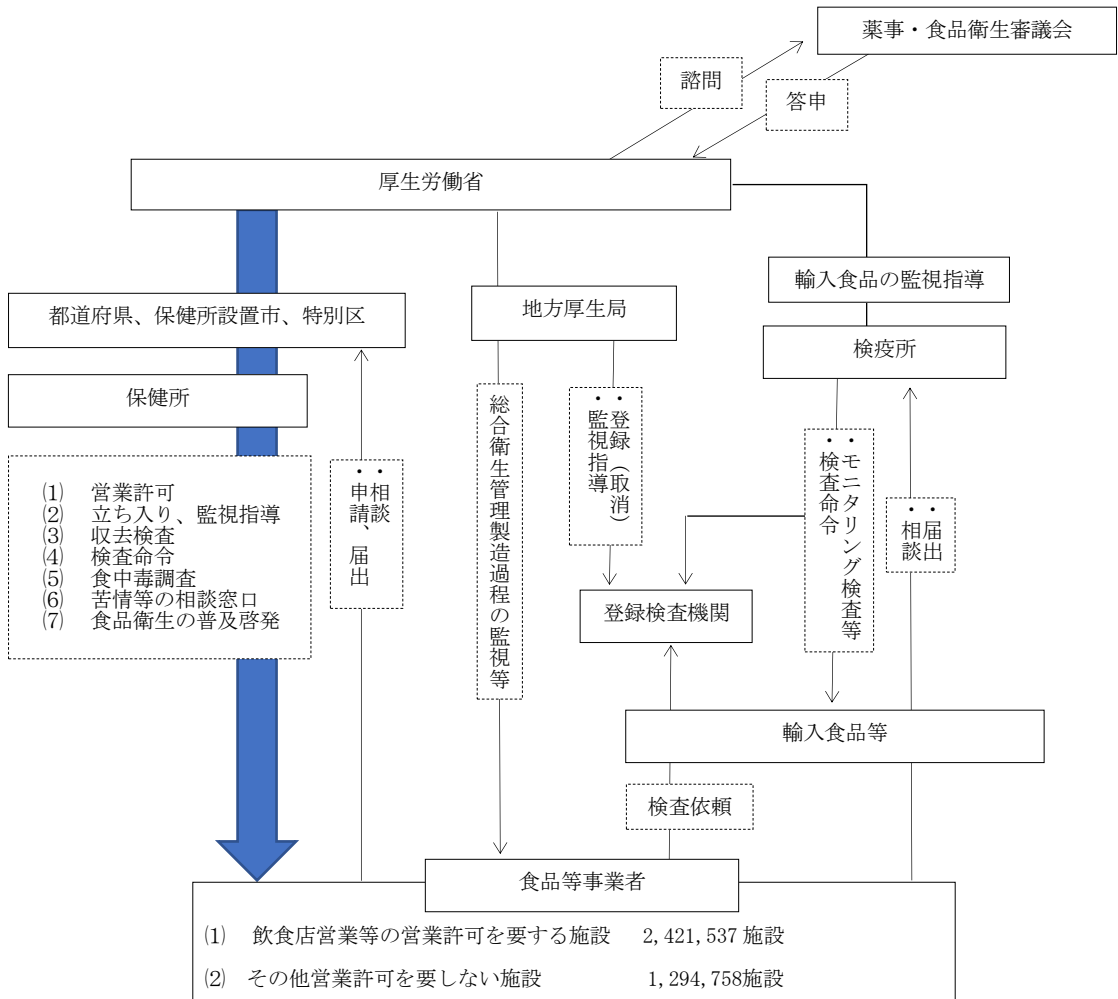 薬事・食品衛生審議会
諮問
答申
厚生労働省
輸入食品の監視指導
都道府県、保健所設置市、特別区
地方厚生局
検疫所
保健所
⑴ 営業許可
⑵ 立ち入り、監視指導
⑶ 収去検査
⑷ 検査命令
⑸ 食中毒調査
⑹ 苦情等の相談窓口
⑺ 食品衛生の普及啓発
・相談
・申請、届出
総合衛生管理製造過程の監視等
・登録(取消)
・監視指導
・モニタリング検査等
・検査命令
・届出
・相談
登録検査機関
輸入食品等
検査依頼
食品等事業者
⑴ 飲食店営業等の営業許可を要する施設 2,421,537 施設
⑵ その他営業許可を要しない施設 1,294,758施設